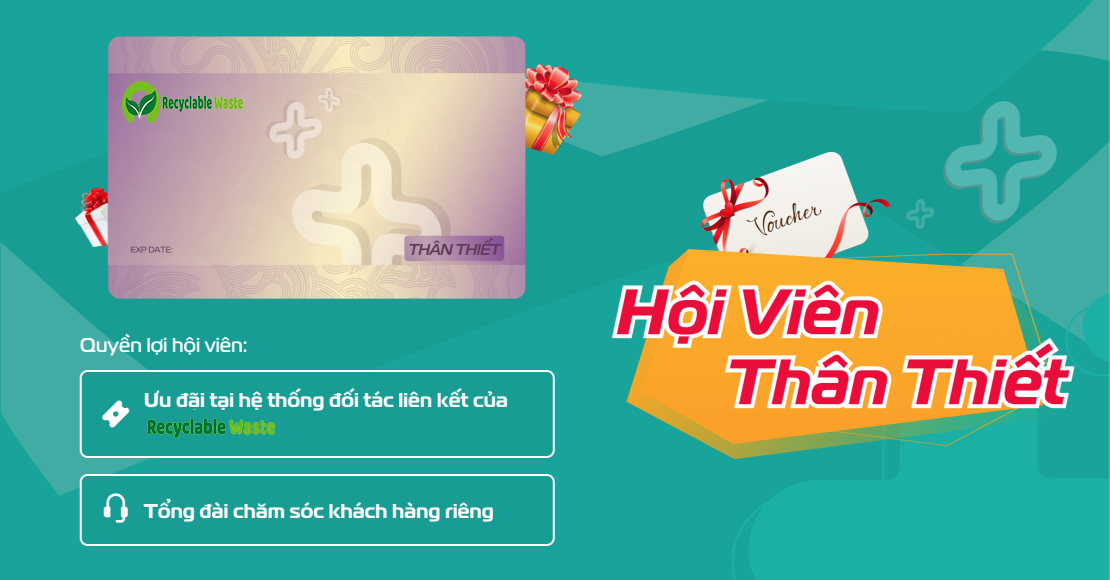 Recyclable Waste
EXP DATE:
THÂN THIẾT
Quyền lợi hội viên:
Ưu đãi tại hệ thống đối tác liên kết của
Recyclable Waste
Tổng đài chăm sóc khách hàng riêng
Voucher
Hội Viên
Thân Thiết